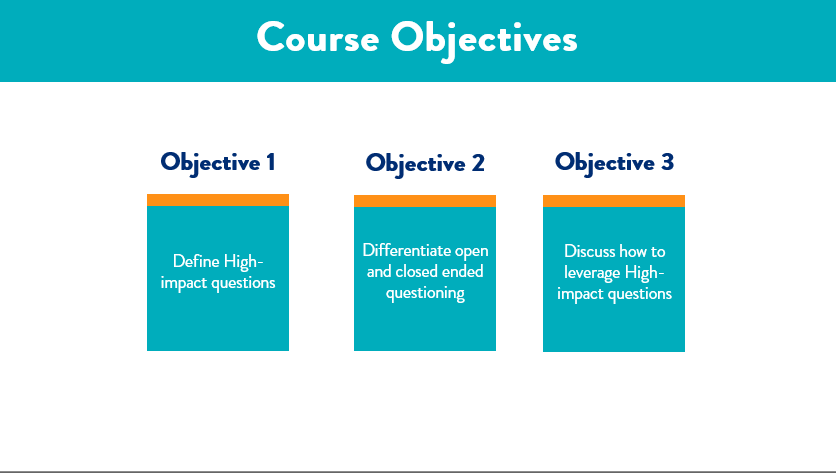 Course Objectives
Objective 1
Define High-
impact questions
Objective 2
Differentiate open
and closed ended
questioning
Objective 3
Discuss how to
leverage High-
impact questions